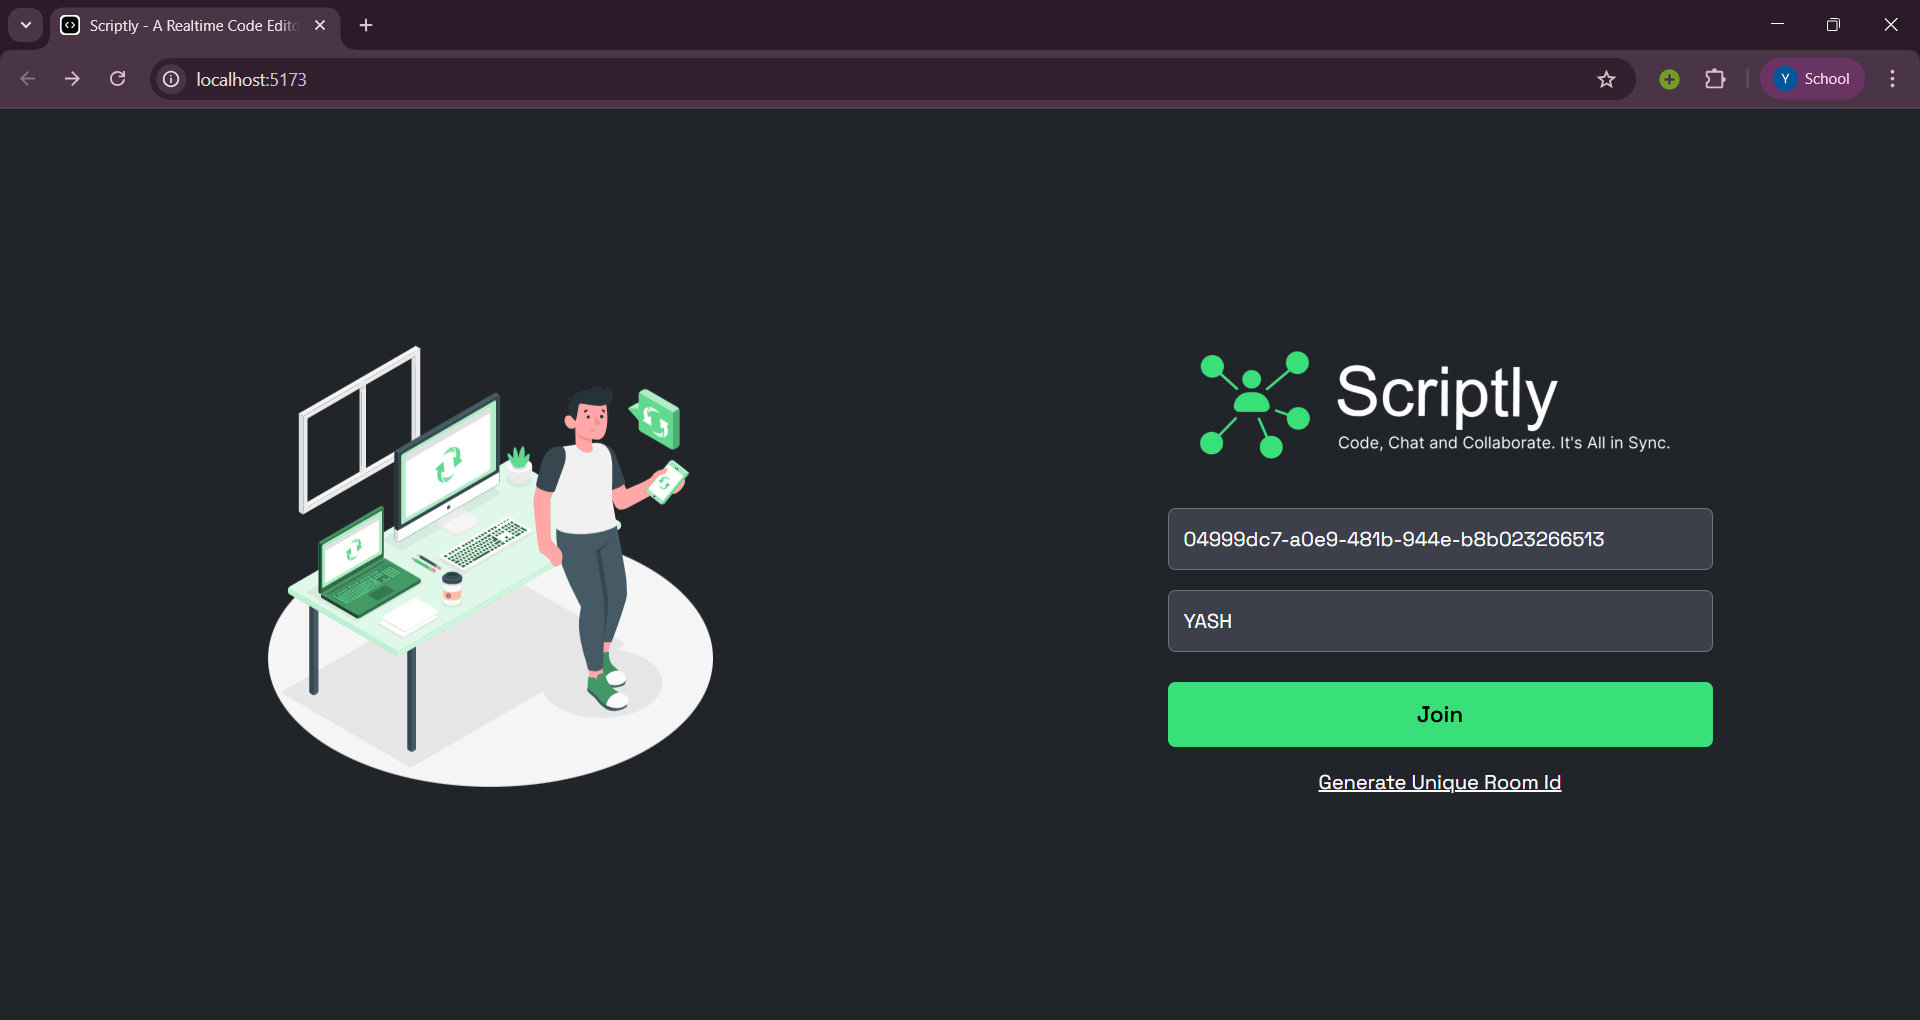 Scriptly - A Realtime Code Edito
localhost:5173
Y School
Scriptly
Code, Chat and Collaborate. It's All in Sync.
04999dc7-a0e9-481b-944e-b8b023266513
YASH
Join
Generate Unique Room Id